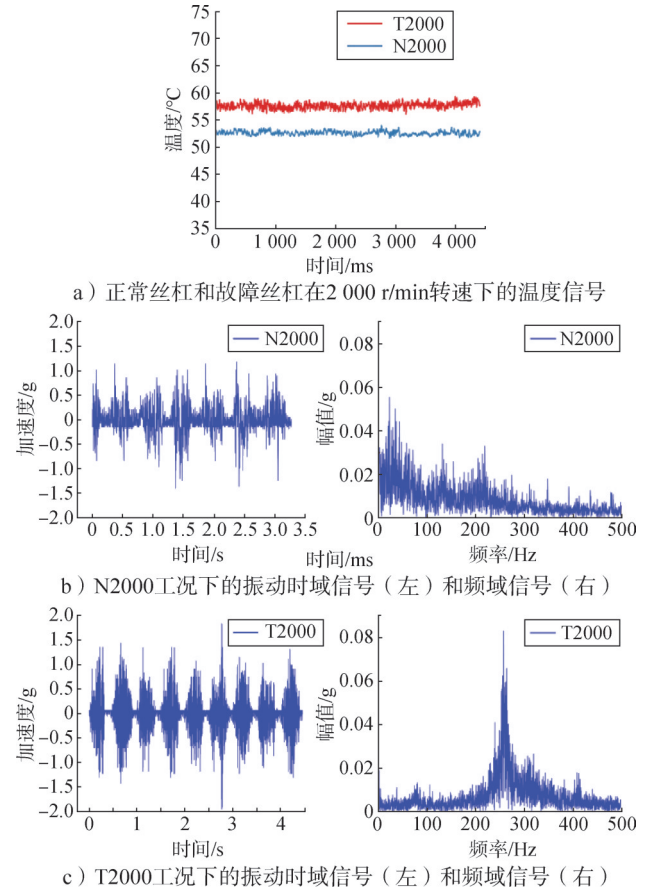 T2000
N2000
75
70
65
60
55
50
45
40
35
温度/°C
0 1 000 2 000 3 000 4 000
时间/ms
a）正常丝杠和故障丝杠在2 000 r/min转速下的温度信号
2.0
1.5
1.0
0.5
0
−0.5
−1.0
−1.5
−2.0
加速度/g
N2000
0 0.5 1.0 1.5 2.0 2.5 3.0 3.5
时间/s
0.09
0.08
0.06
0.04
0.02
0
幅值/g
N2000
0 100 200 300 400 500
频率/Hz
时间/ms
b）N2000工况下的振动时域信号（左）和频域信号（右）
2.0
1.5
1.0
0.5
0
−0.5
−1.0
−1.5
−2.0
加速度/g
T2000
0 1 2 3 4
时间/s
0.08
0.06
0.04
0.02
0
幅值/g
T2000
0 100 200 300 400 500
频率/Hz
c）T2000工况下的振动时域信号（左）和频域信号（右）